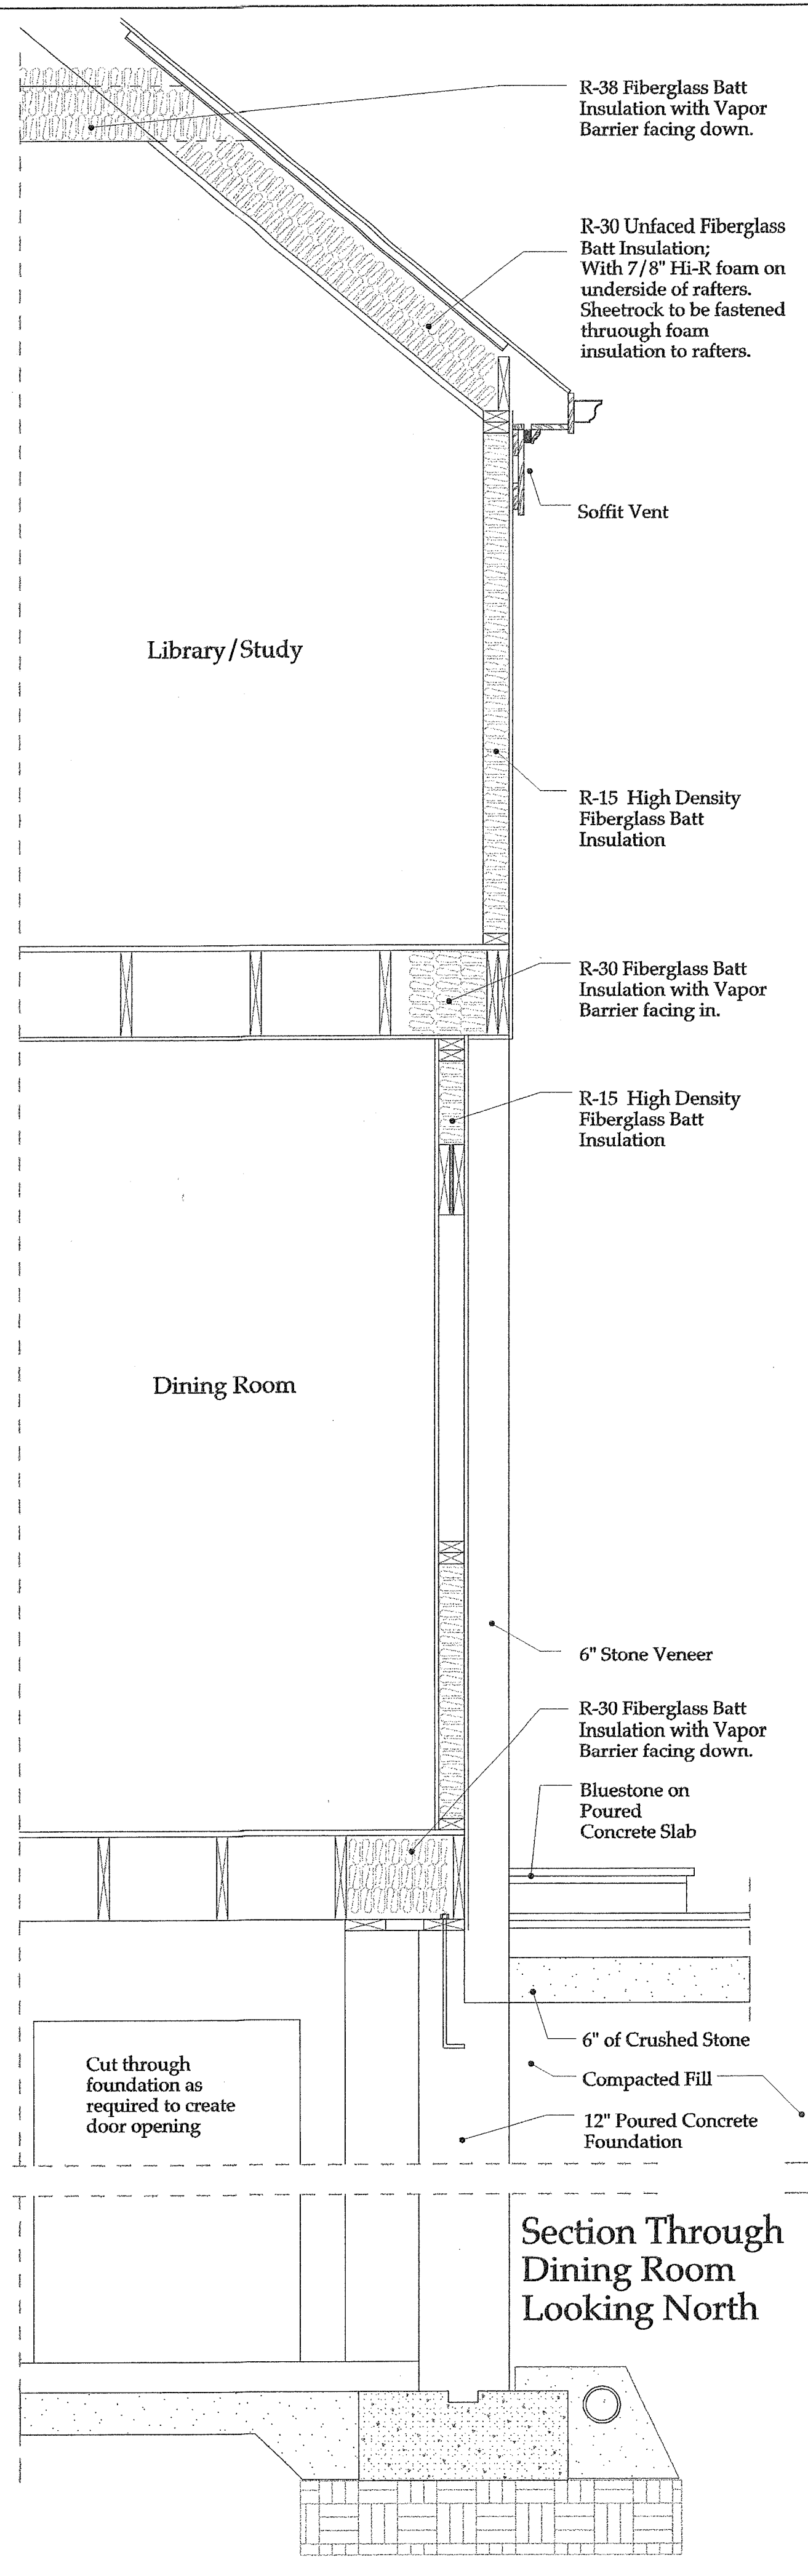 R-38 Fiberglass Batt
Insulation with Vapor
Barrier facing down.
R-30 Unfaced Fiberglass
Batt Insulation;
With 7/8" Hi-R foam on
underside of rafters.
Sheetrock to be fastened
thruough foam
insulation to rafters.
Soffit Vent
Library/Study
R-15 High Density
Fiberglass Batt
Insulation
R-30 Fiberglass Batt
Insulation with Vapor
Barrier facing in.
R-15 High Density
Fiberglass Batt
Insulation
Dining Room
6" Stone Veneer
R-30 Fiberglass Batt
Insulation with Vapor
Barrier facing down.
Bluestone on
Poured
Concrete Slab
6" of Crushed Stone
Cut through
foundation as
required to create
door opening
Compacted Fill
12" Poured Concrete
Foundation
Section Through
Dining Room
Looking North